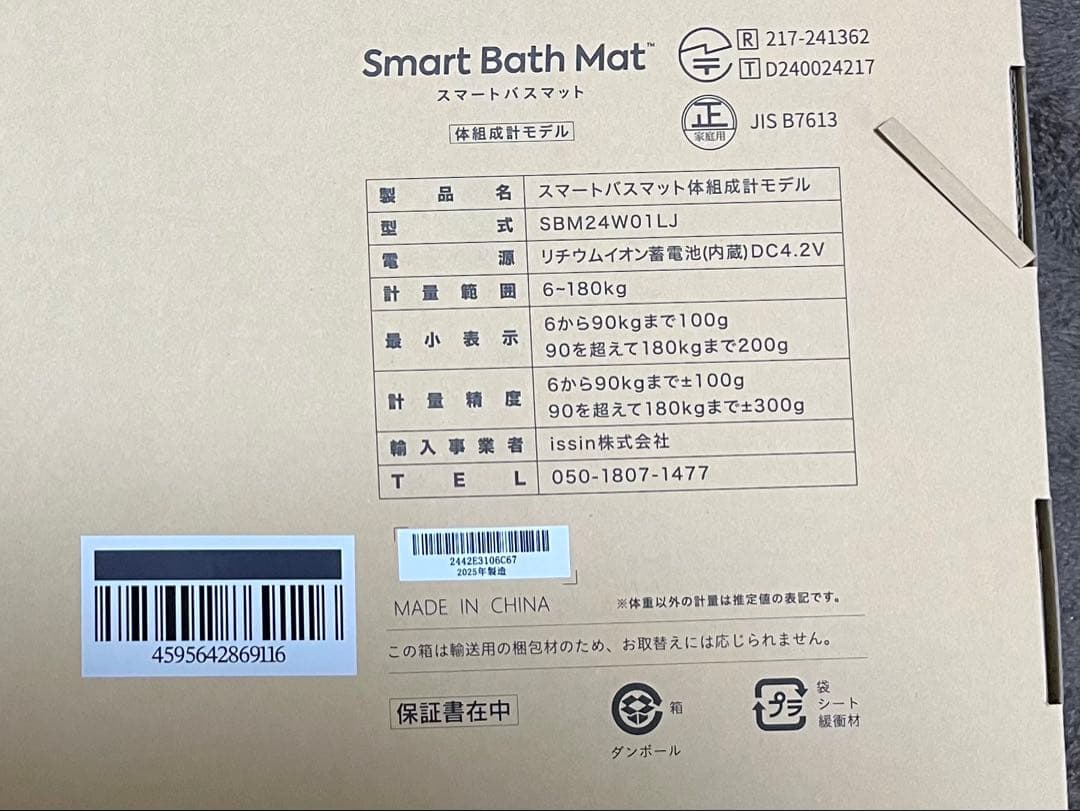 Smart Bath Mat™
スマートバスマット
体組成計モデル
R 217-241362
T D240024217
正 家庭用 JIS B7613
製品名 スマートバスマット体組成計モデル
型式 SBM24W01LJ
電源 リチウムイオン蓄電池(内蔵)DC4.2V
計量範囲 6~180kg
最小表示 6から90kgまで100g
90を超えて180kgまで200g
計量精度 6から90kgまで±100g
90を超えて180kgまで±300g
輸入事業者 issin株式会社
TEL 050-1807-1477
2442E3106C67
2025年製造
4595642869116
MADE IN CHINA
※体重以外の計量は推定値の表記です。
この箱は輸送用の梱包材のため、お取替えには応じられません。
保証書在中
箱
ダンボール
プラ
袋
シート
緩衝材